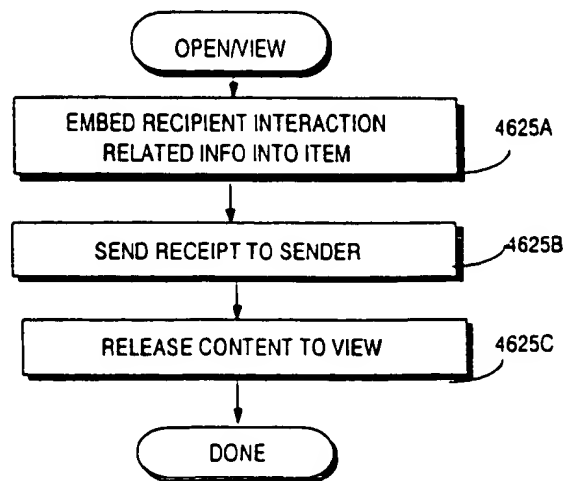 OPEN/VIEW
EMBED RECIPIENT INTERACTION
RELATED INFO INTO ITEM
4625A
SEND RECEIPT TO SENDER
4625B
RELEASE CONTENT TO VIEW
4625C
DONE